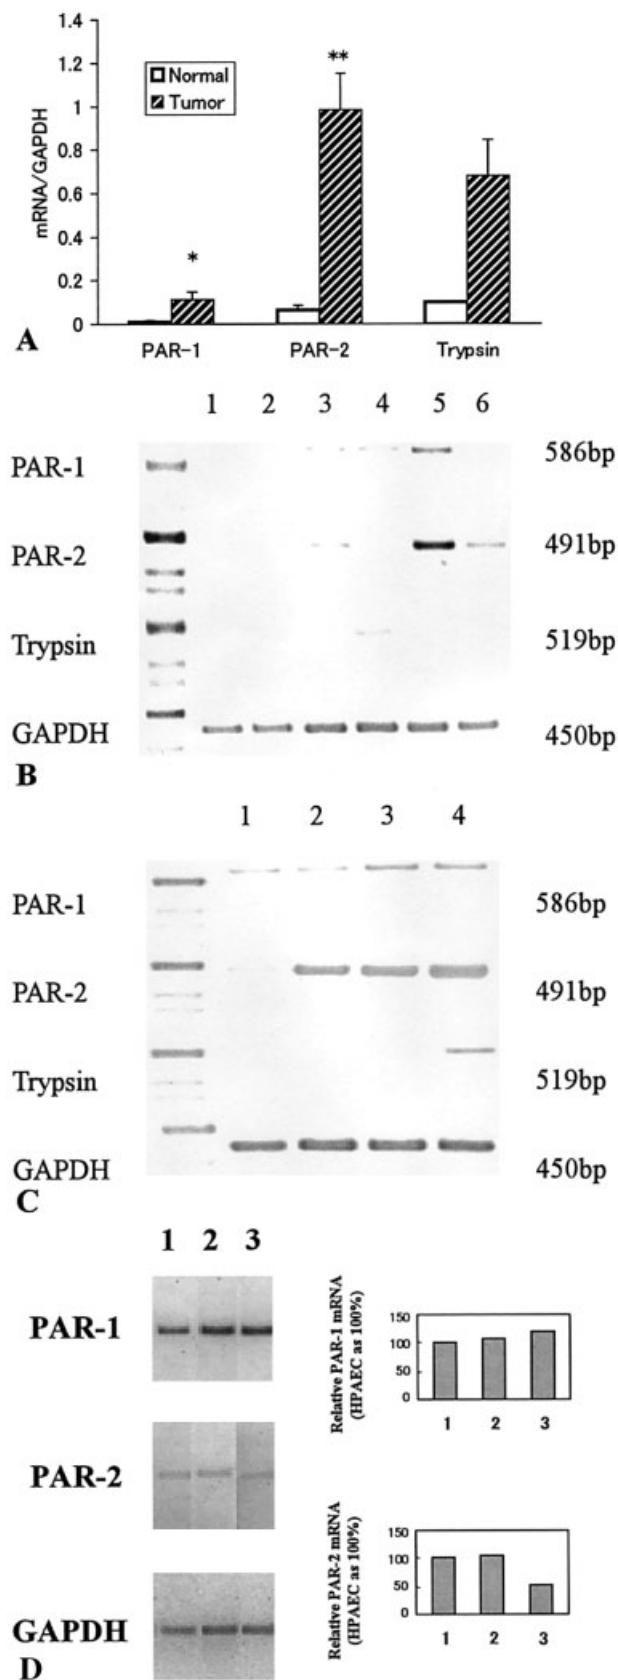 1.4
1.2
1
0.8
0.6
0.4
0.2
0
mRNA/GAPDH
Normal
Tumor
*
**
PAR-1 PAR-2 Trypsin
A
1 2 3 4 5 6
PAR-1 586bp
PAR-2 491bp
Trypsin 519bp
GAPDH 450bp
B
1 2 3 4
PAR-1 586bp
PAR-2 491bp
Trypsin 519bp
GAPDH 450bp
C
1 2 3
PAR-1
Relative PAR-1 mRNA
(HPAEC as 100%)
150
100
50
0
1 2 3
PAR-2
Relative PAR-2 mRNA
(HPAEC as 100%)
150
100
50
0
1 2 3
GAPDH
D